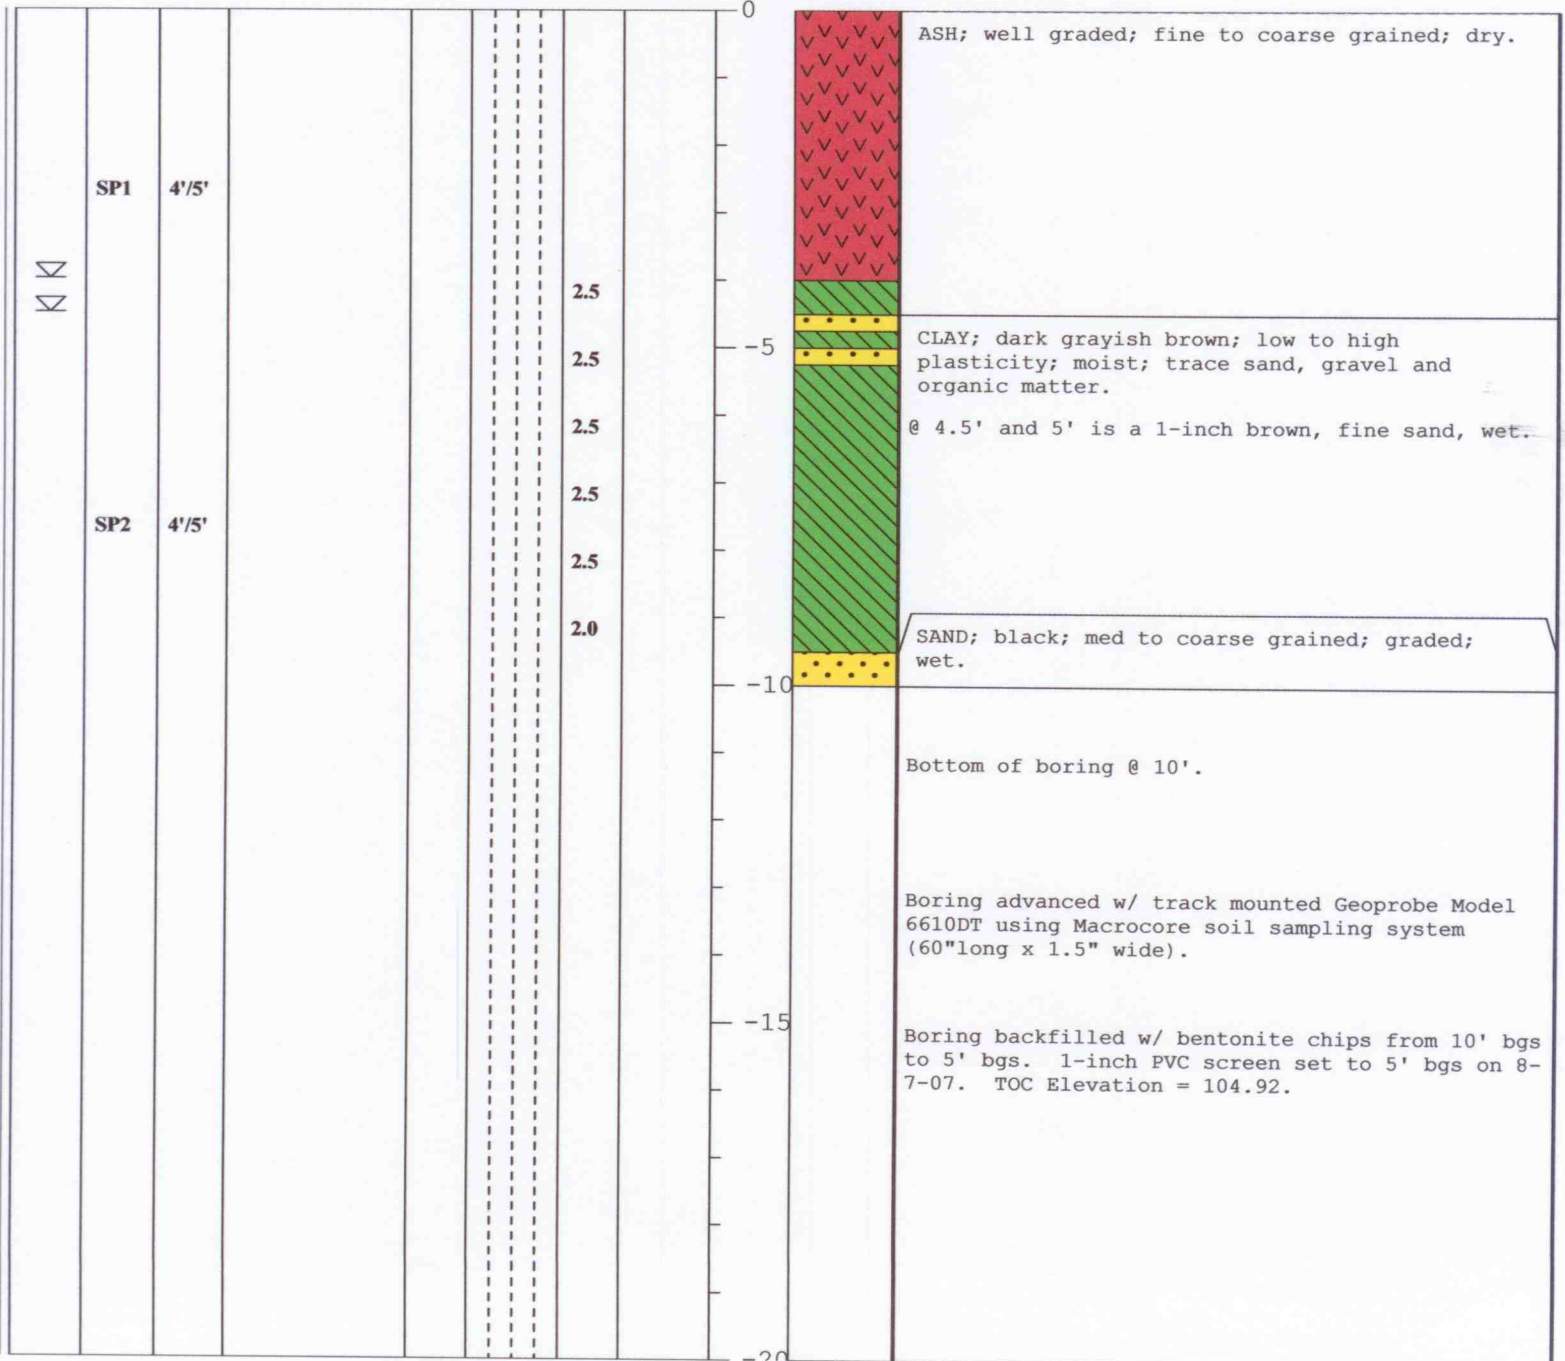 0
ASH; well graded; fine to coarse grained; dry.
SP1 4'/5'
2.5
CLAY; dark grayish brown; low to high
-5
plasticity; moist; trace sand, gravel and
2.5
organic matter.
2.5
@ 4.5' and 5' is a 1-inch brown, fine sand, wet.
2.5
SP2 4'/5'
2.5
2.0
SAND; black; med to coarse grained; graded;
wet.
-10
Bottom of boring @ 10'.
Boring advanced w/ track mounted Geoprobe Model
6610DT using Macrocore soil sampling system
(60"long x 1.5" wide).
-15
Boring backfilled w/ bentonite chips from 10' bgs
to 5' bgs. 1-inch PVC screen set to 5' bgs on 8-
7-07. TOC Elevation = 104.92.
-20